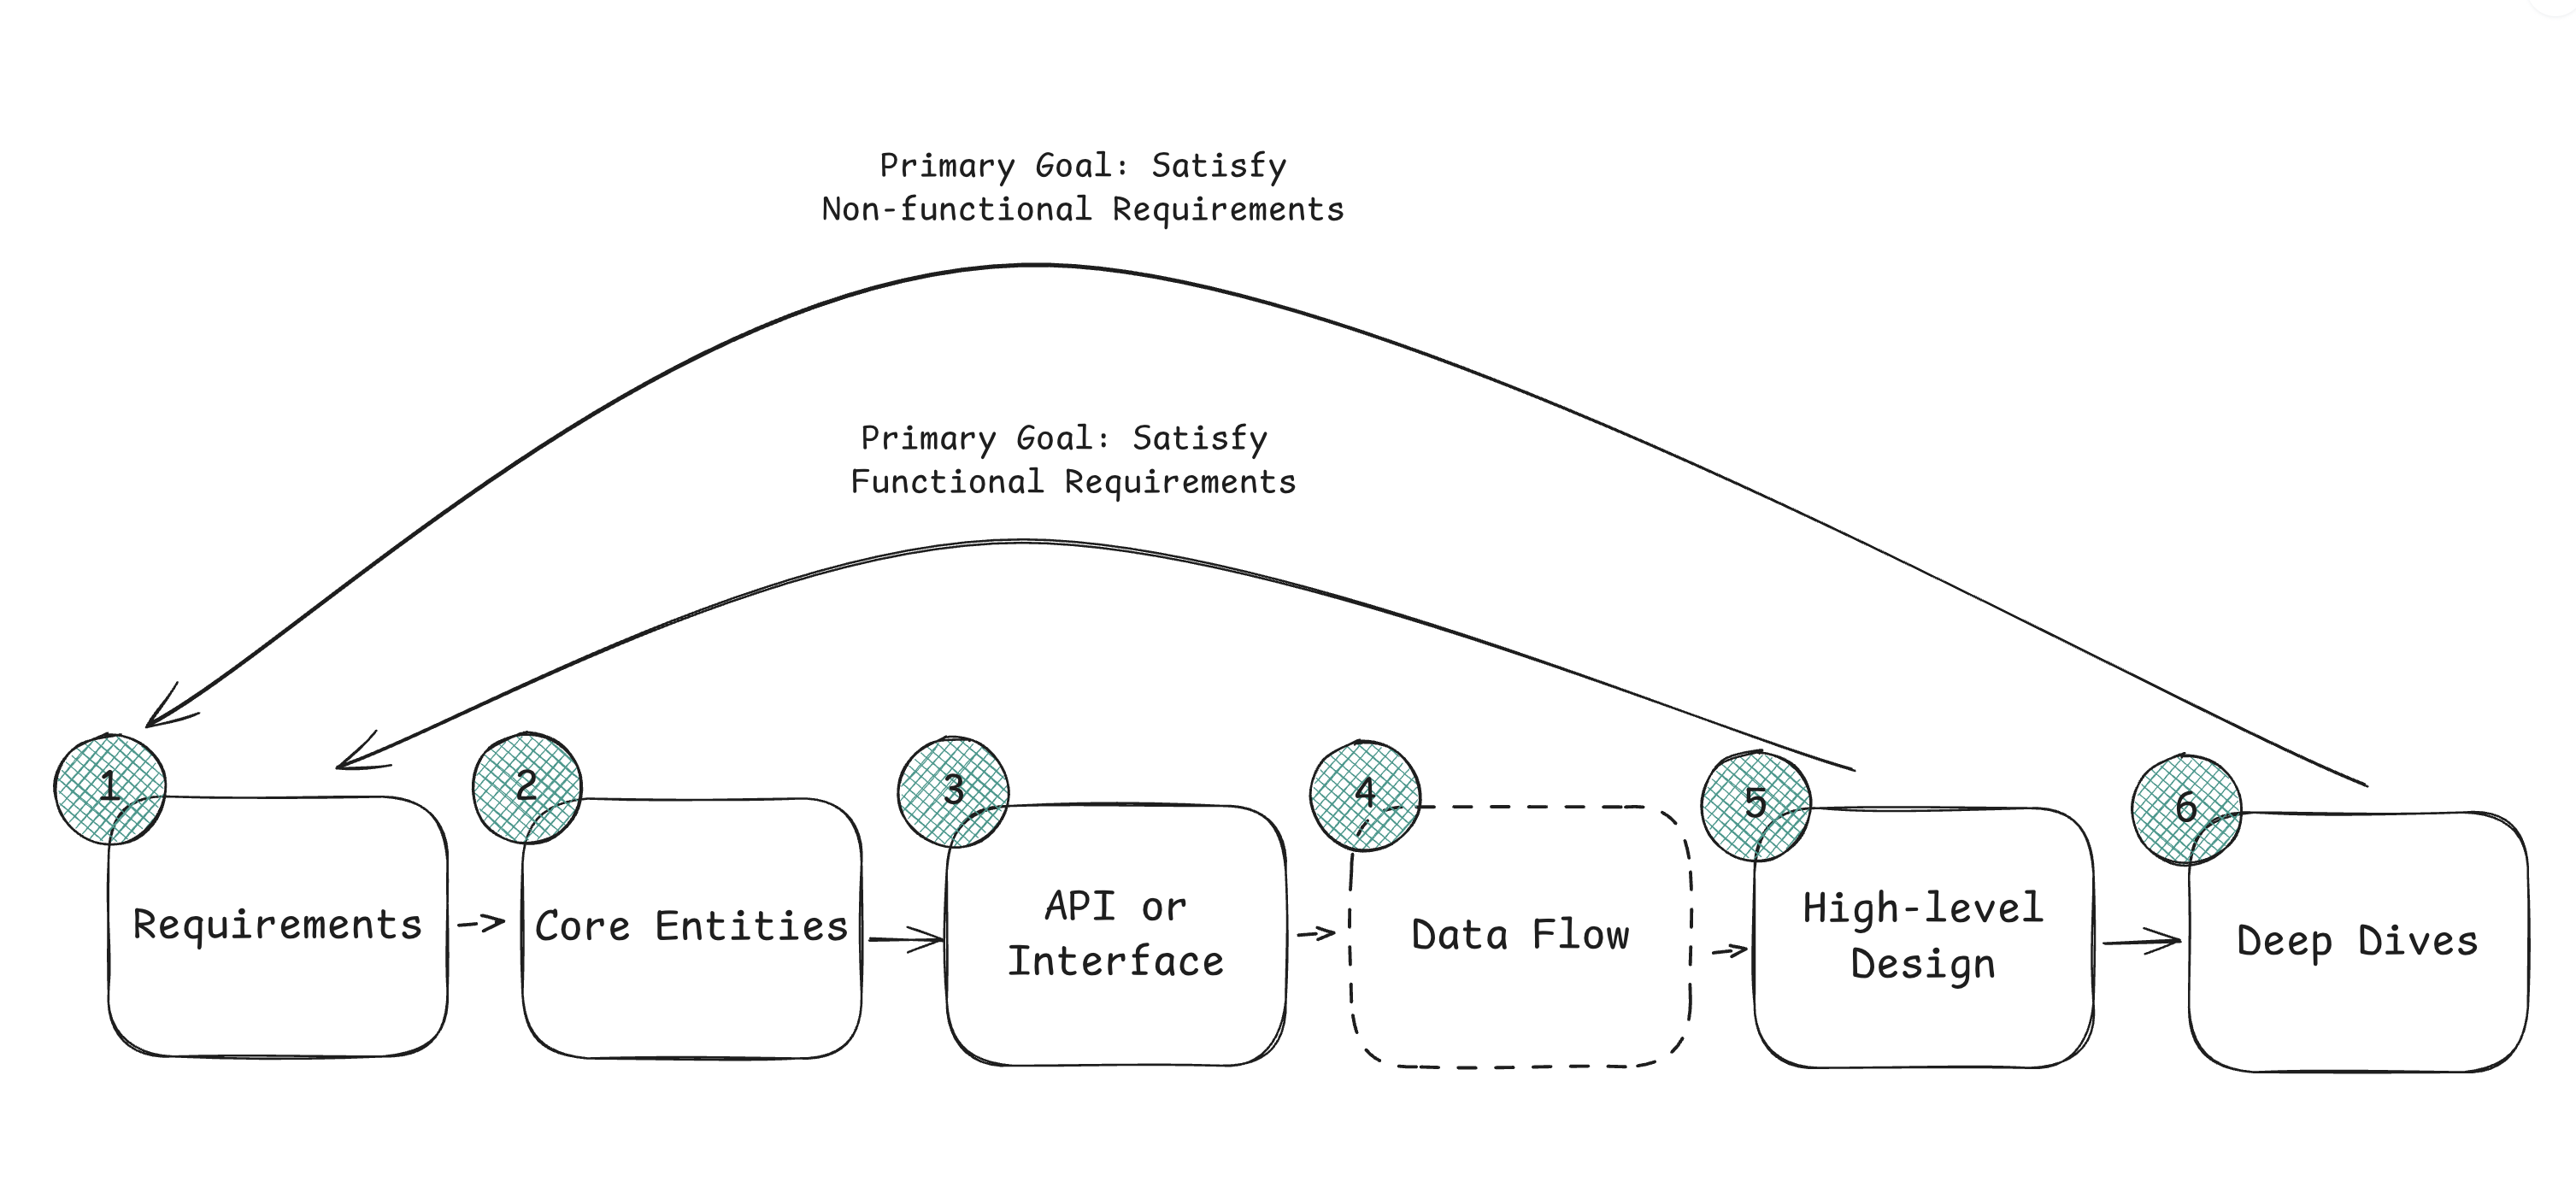 Primary Goal: Satisfy
Non-functional Requirements
Primary Goal: Satisfy
Functional Requirements
1
2
3
4
5
6
Requirements
Core Entities
API or
Interface
Data Flow
High-level
Design
Deep Dives